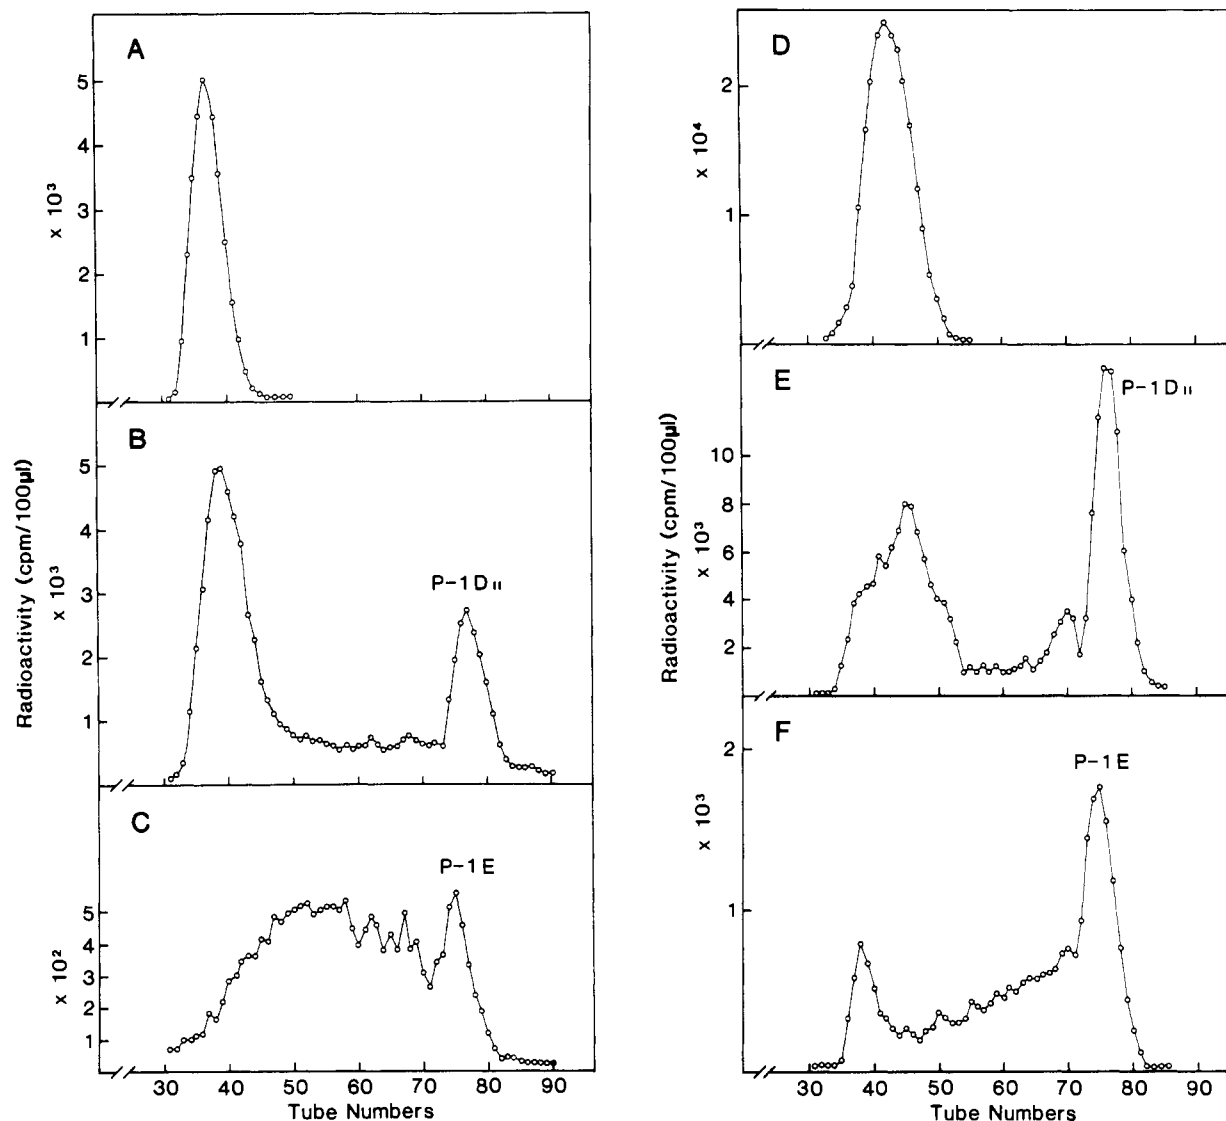 A
5
4
3
2
1
x 10³
B
P-1D II
5
4
3
2
1
x 10³
Radioactivity (cpm/100μl)
C
P-1E
5
4
3
2
1
x 10²
30 40 50 60 70 80 90
Tube Numbers
D
2
1
x 10⁴
E
P-1D II
10
8
6
4
2
x 10³
Radioactivity (cpm/100μl)
F
P-1E
2
1
x 10³
30 40 50 60 70 80 90
Tube Numbers